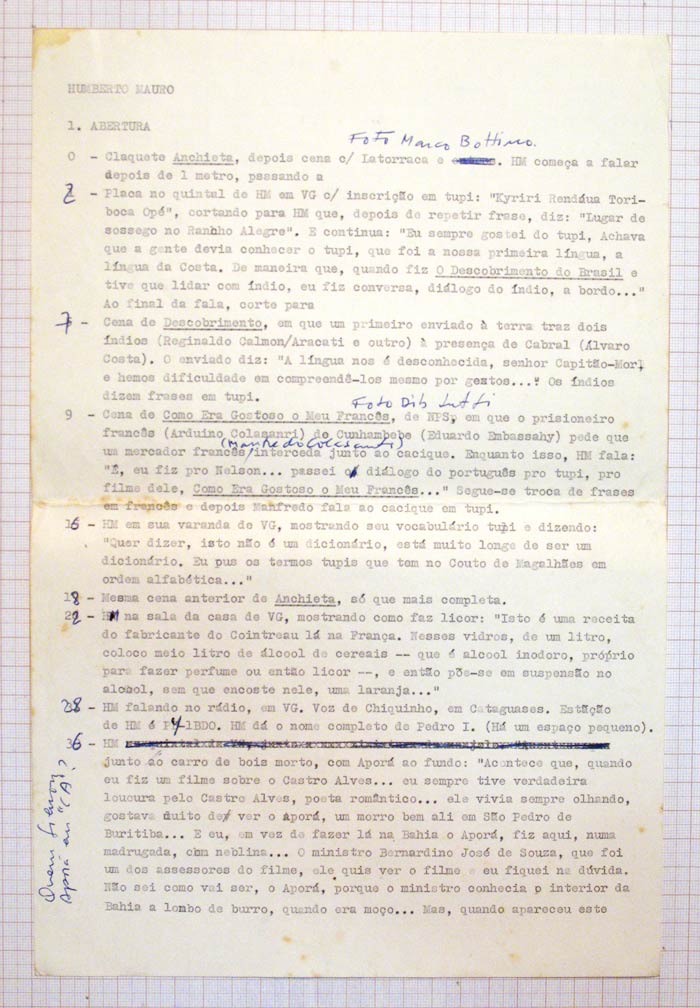 HUMBERTO MAURO
1. ABERTURA
Foto Marco Bottino.
0 - Claquete Anchieta, depois cena c/ Latorraca e . HM começa a falar
depois de 1 metro, passando a
2 - Placa no quintal de HM em VG c/ inscrição em tupi: "Kyriri Rendáua Tori-
boca Opé", cortando para HM que, depois de repetir frase, diz: "Lugar de
sossego no Ranhho Alegre". E continua: "Eu sempre gostei do tupi, Achava
que a gente devia conhecer o tupi, que foi a nossa primeira língua, a
língua da Costa. De maneira que, quando fiz O Descobrimento do Brasil e
tive que lidar com índio, eu fiz conversa, diálogo do índio, a bordo..."
Ao final da fala, corte para
7 - Cena de Descobrimento, em que um primeiro enviado à terra traz dois
índios (Reginaldo Calmon/Aracati e outro) à presença de Cabral (Álvaro
Costa). O enviado diz: "A língua nos é desconhecida, senhor Capitão-Mor,
e hemos dificuldade em compreendê-los mesmo por gextos..." Os índios
dizem frases em tupi.
Foto Dib Lutfi
9 - Cena de Como Era Gostoso o Meu Francês, de NPS, em que o prisioneiro
francês (Arduino Colasanri) de Cunhambebe (Eduardo Embassahy) pede que
(Manfredo Colasanti)
um mercador francês/interceda junto ao cacique. Enquanto isso, HM fala:
"É, eu fiz pro Nelson... passei o diálogo do português pro tupi, pro
filme dele, Como Era Gostoso o Meu Francês..." Segue-se troca de frases
em francês e depois Manfredo fala ao cacique em tupi.
16 - HM em sua varanda de VG, mostrando seu vocabulário tupi e dizendo:
"Quer dizer, isto não é um dicionário, está muito longe de ser um
dicionário. Eu pus os termos tupis que tem no Couto de Magalhães em
ordem alfabética..."
18 - Mesma cena anterior de Anchieta, só que mais completa.
22 - HM na sala da casa de VG, mostrando como faz licor: "Isto é uma receita
do fabricante do Cointreau lá na França. Nesses vidros, de um litro,
coloco meio litro de álcool de cereais -- que é alcool inodoro, próprio
para fazer perfume ou então licor --, e então põe-se em suspensão no
alcohol, sem que encoste nele, uma laranja..."
28 - HM falando no rádio, em VG. Voz de Chiquinho, em Cataguases. Estãção
de HM é PY-1BDO. HM dá o nome completo de Pedro I. (Há um espaço pequeno).
36 - HM
junto ao carro de bois morto, com Aporá ao fundo: "Acontece que, quando
eu fiz um filme sobre o Castro Alves... eu sempre tive verdadeira
loucura pelo Castro Alves, poeta romântico... ele vivia sempre olhando,
gostava muito de ver o Aporá, um morro bem ali em São Pedro de
Buritiba... E eu, em vez de fazer lá na Bahia o Aporá, fiz aqui, numa
madrugada, com neblina... O ministro Bernardino José de Souza, que foi
um dos assessores do filme, ele quis ver o filme e eu fiquei na dúvida.
Não sei como vai ser, o Aporá, porque o ministro conhecia o interior da
Bahia a lombo de burro, quando era moço... Mas, quando apareceu este
Quem filmou
Aporá em "CA"?